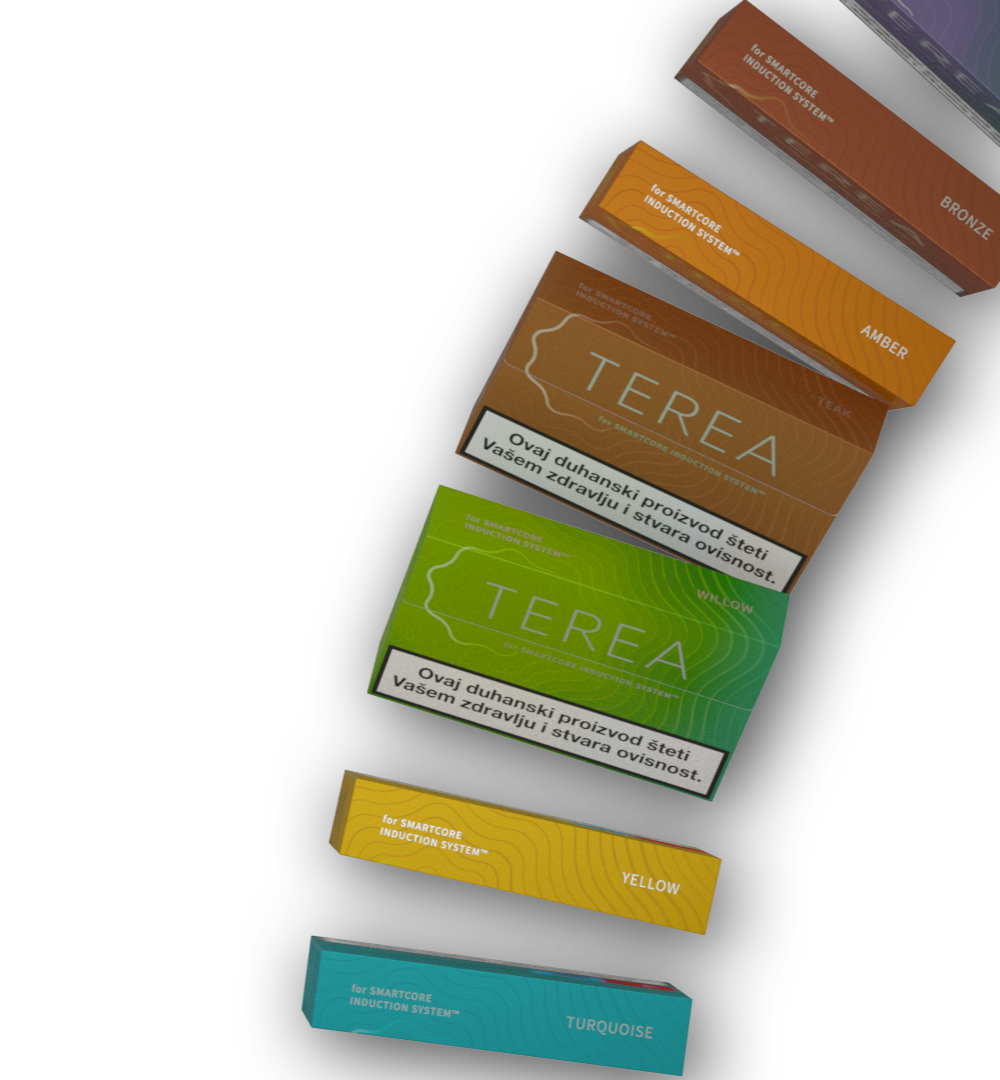 for SMARTCORE
INDUCTION SYSTEM™
TEREA
BRONZE
for SMARTCORE
INDUCTION SYSTEM™
AMBER
for SMARTCORE
INDUCTION SYSTEM™
TEAK
TEREA
for SMARTCORE INDUCTION SYSTEM™
Ovaj duhanski proizvod šteti
Vašem zdravlju i stvara ovisnost.
for SMARTCORE
INDUCTION SYSTEM™
WILLOW
TEREA
for SMARTCORE INDUCTION SYSTEM™
Ovaj duhanski proizvod šteti
Vašem zdravlju i stvara ovisnost.
for SMARTCORE
INDUCTION SYSTEM™
YELLOW
for SMARTCORE
INDUCTION SYSTEM™
TURQUOISE